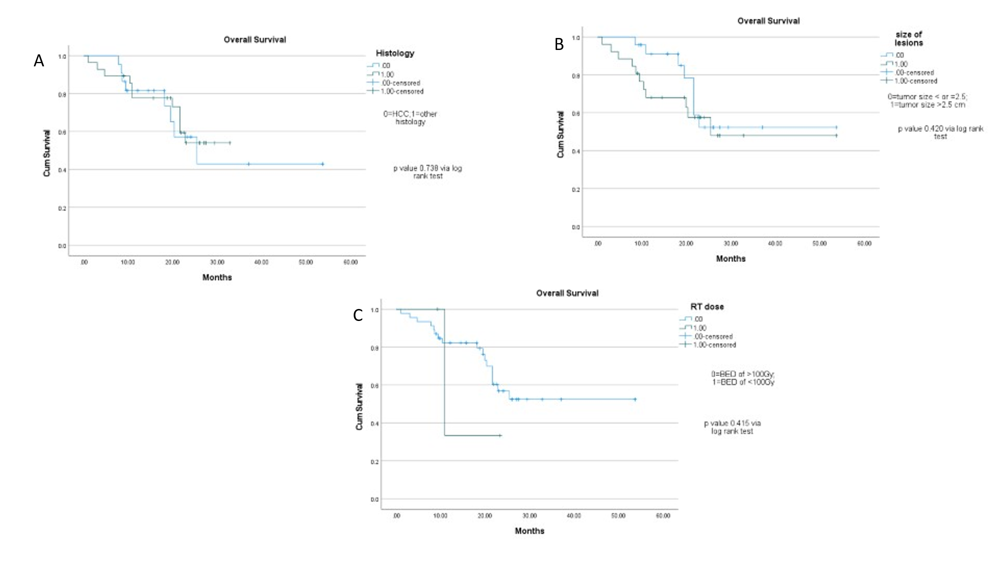 A
Overall Survival
Cum Survival
1.0
0.8
0.6
0.4
0.2
0.0
.00 10.00 20.00 30.00 40.00 50.00 60.00
Months
Histology
.00
1.00
.00-censored
1.00-censored
0=HCC;1=other
histology
p value 0.738 via log
rank test
B
Overall Survival
Cum Survival
1.0
0.8
0.6
0.4
0.2
0.0
.00 10.00 20.00 30.00 40.00 50.00 60.00
Months
size of
lesions
.00
1.00
.00-censored
1.00-censored
0=tumor size < or =2.5;
1=tumor size >2.5 cm
p value 0.420 via log rank
test
C
Overall Survival
Cum Survival
1.0
0.8
0.6
0.4
0.2
0.0
.00 10.00 20.00 30.00 40.00 50.00 60.00
Months
RT dose
.00
1.00
.00-censored
1.00-censored
0=BED of >100Gy;
1=BED of <100Gy
p value 0.415 via
log rank test